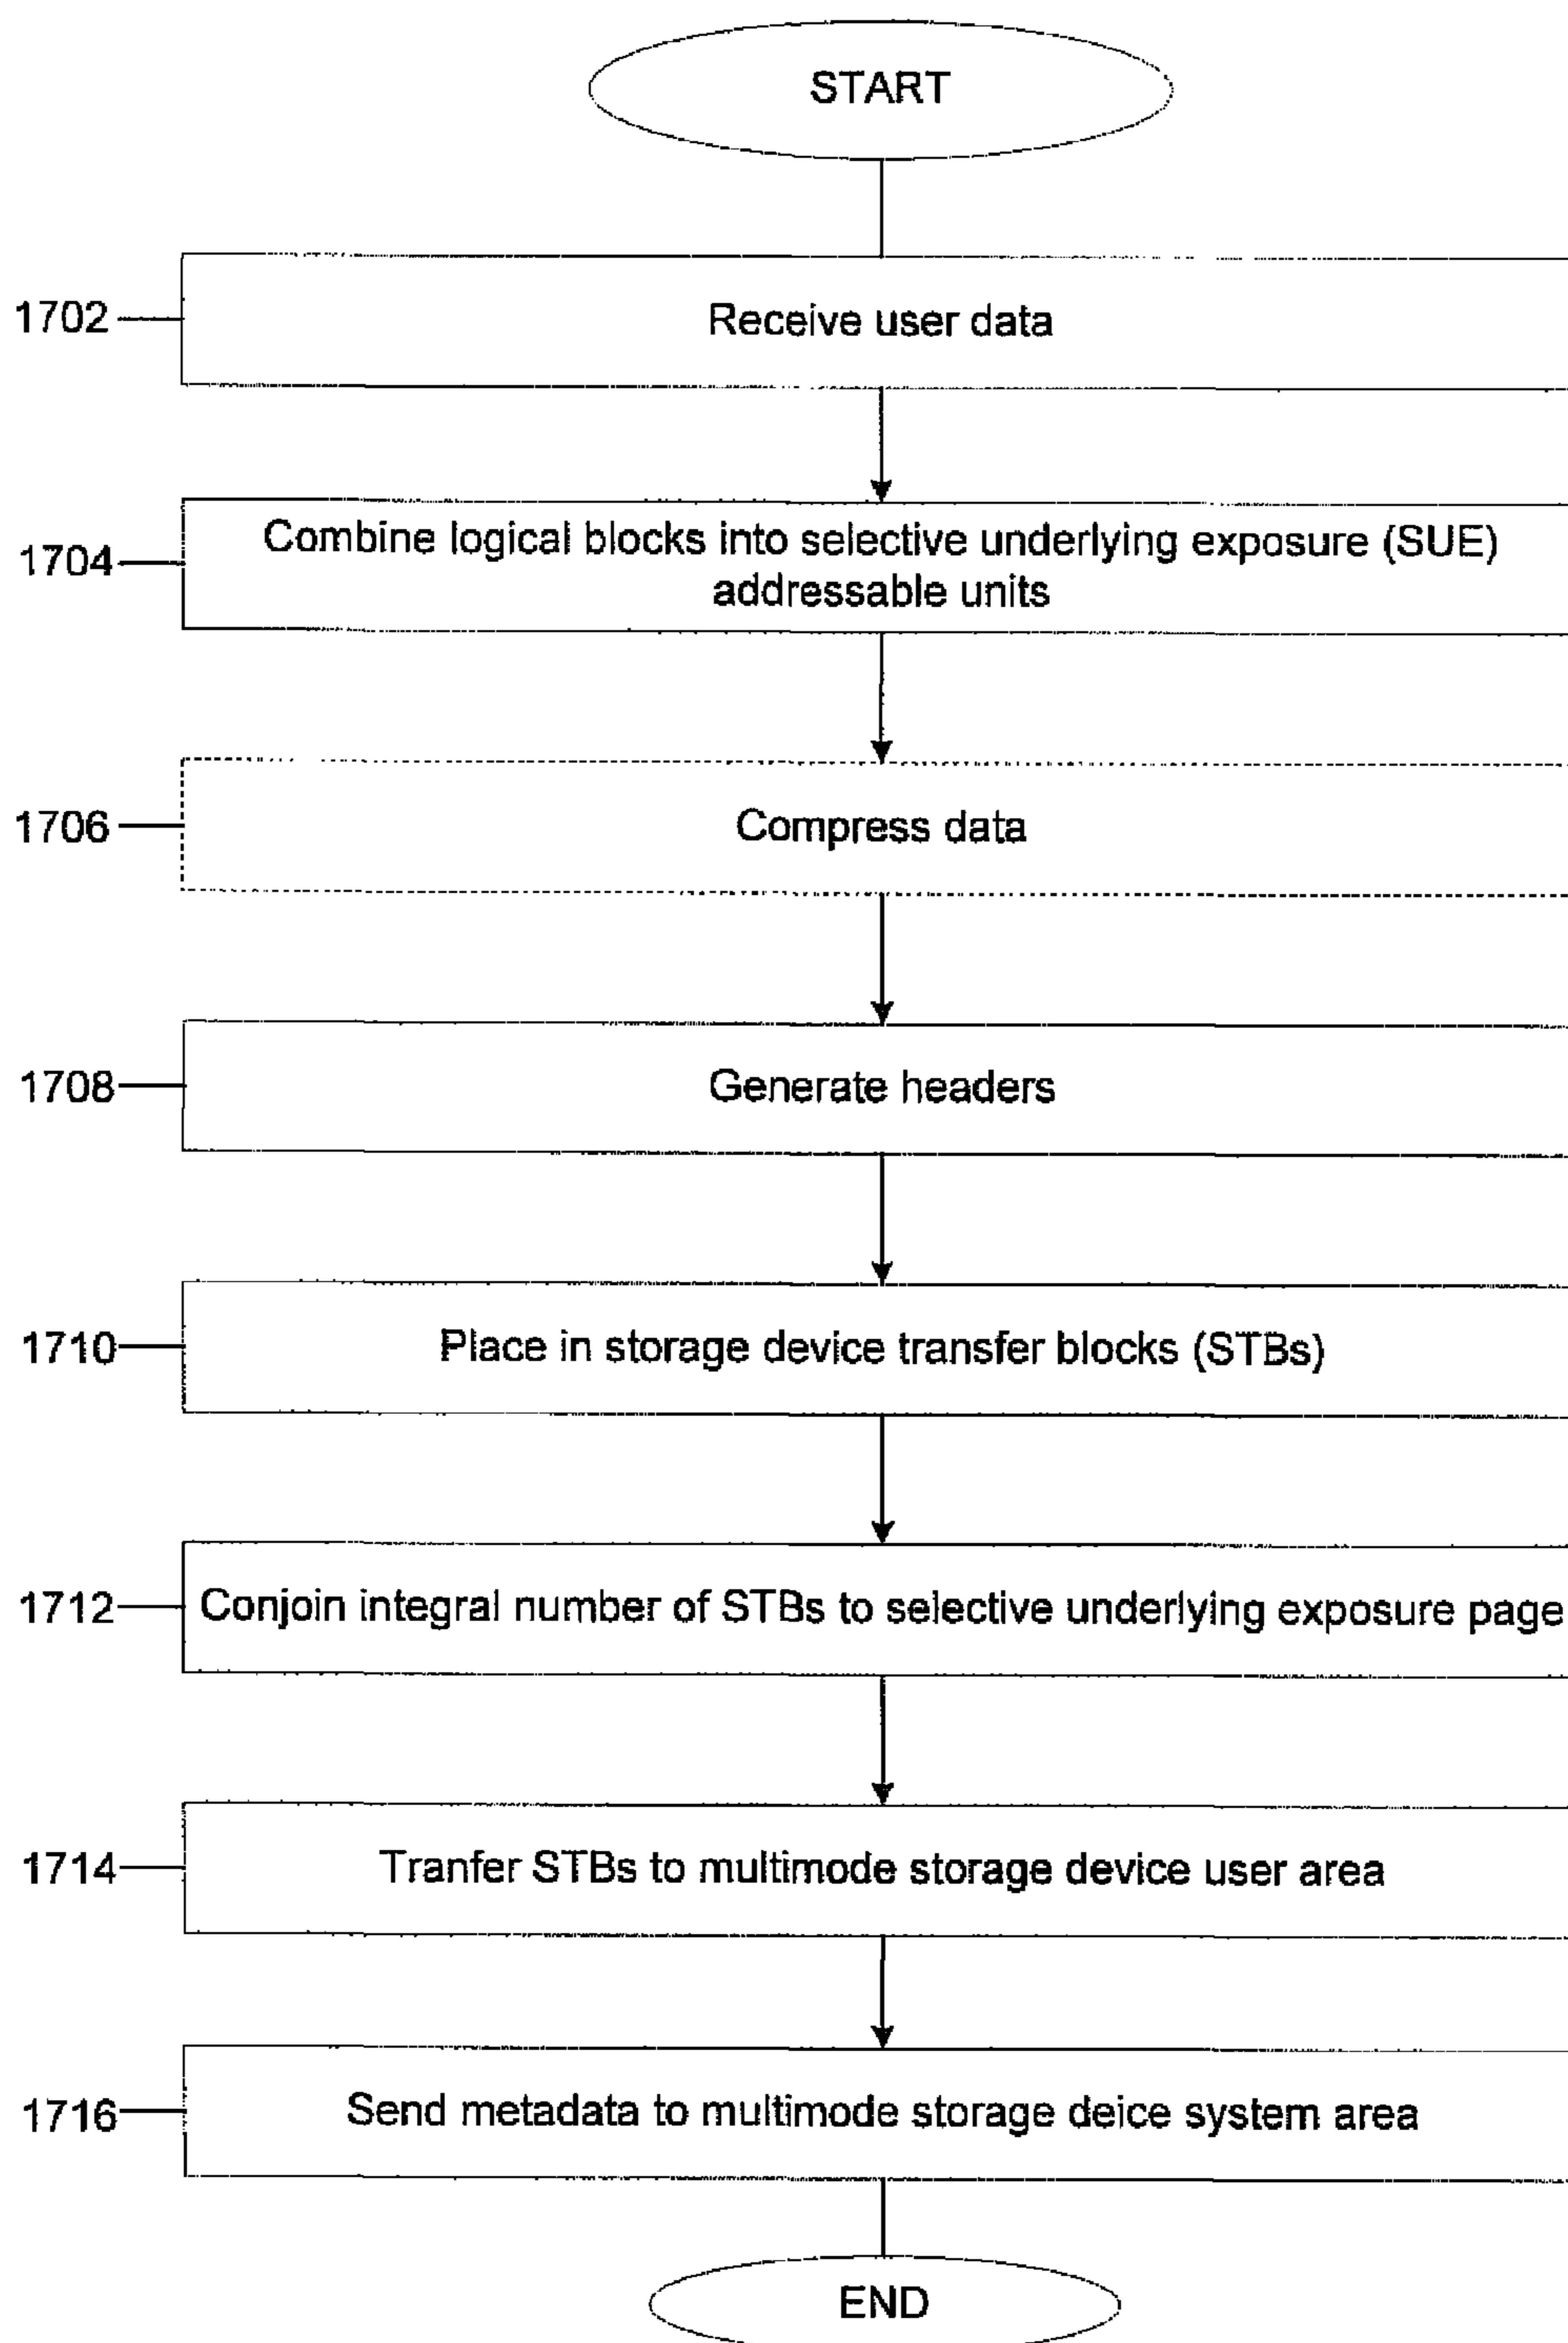 START
1702
Receive user data
1704
Combine logical blocks into selective underlying exposure (SUE)
addressable units
1706
Compress data
1708
Generate headers
1710
Place in storage device transfer blocks (STBs)
1712
Conjoin integral number of STBs to selective underlying exposure page
1714
Tranfer STBs to multimode storage device user area
1716
Send metadata to multimode storage deice system area
END